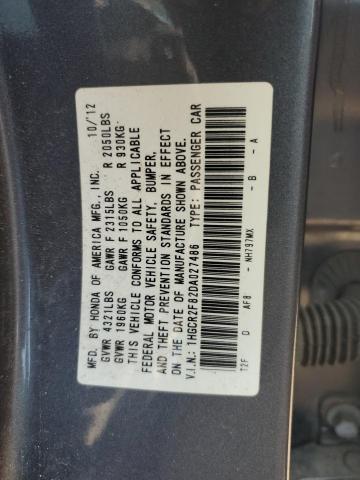 MFD. BY HONDA OF AMERICA MFG., INC. 10/'12
GVWR 4321LBS GAWR F 2315LBS R 2050LBS
GVWR 1960KG GAWR F 1050KG R 930KG
THIS VEHICLE CONFORMS TO ALL APPLICABLE
FEDERAL MOTOR VEHICLE SAFETY, BUMPER,
AND THEFT PREVENTION STANDARDS IN EFFECT
ON THE DATE OF MANUFACTURE SHOWN ABOVE.
V.I.N.: 1HGCR2F82DA027486 TYPE: PASSENGER CAR
T2F D AF8 - NH797MX - B - A